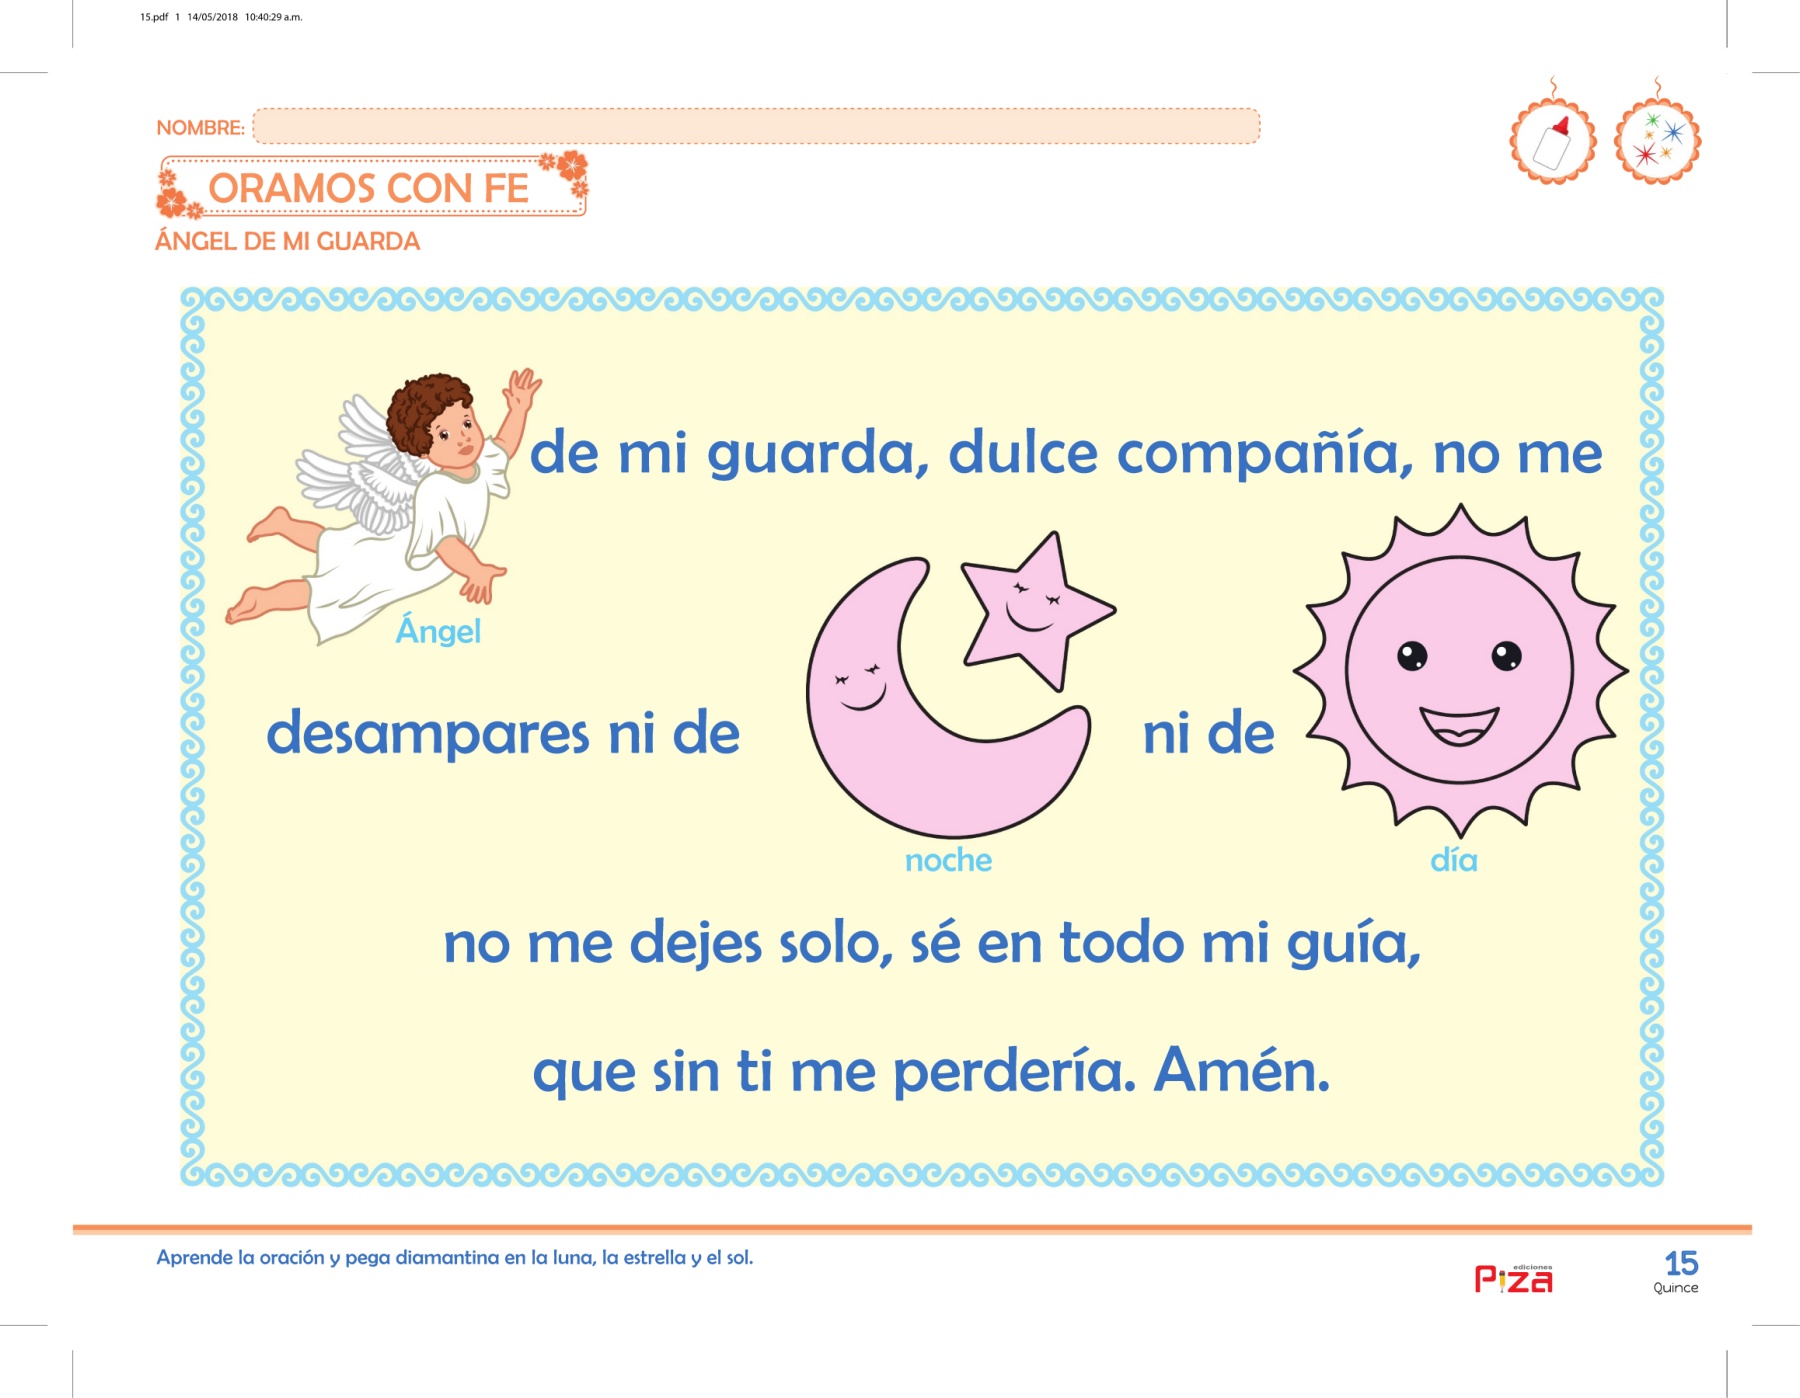 15.pdf 1 14/05/2018 10:40:29 a.m.
NOMBRE:
ORAMOS CON FE
ÁNGEL DE MI GUARDA
de mi guarda, dulce compañía, no me
Ángel
desampares ni de
ni de
noche
día
no me dejes solo, sé en todo mi guía,
que sin ti me perdería. Amén.
Aprende la oración y pega diamantina en la luna, la estrella y el sol.
ediciones
Piza
15
Quince